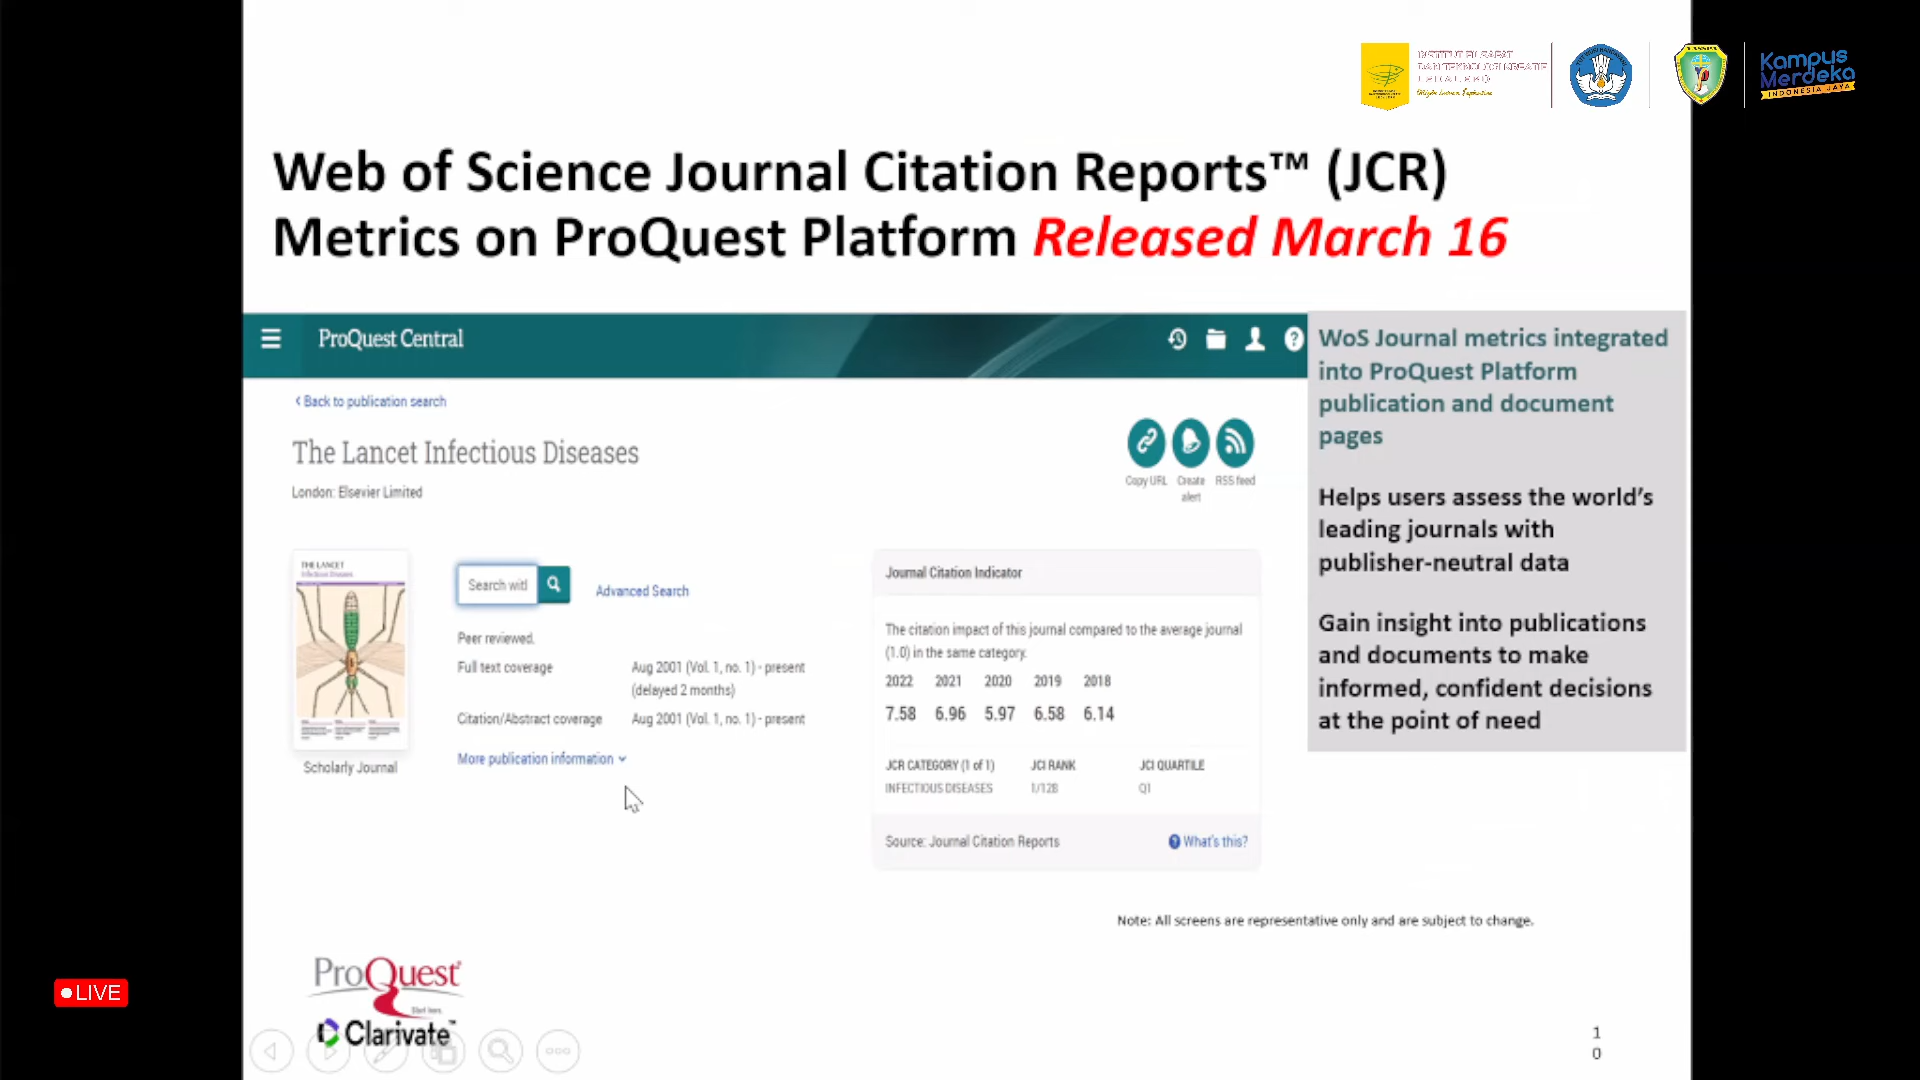 Kampus
Merdeka
INDONESIA JAYA
Web of Science Journal Citation Reports™ (JCR)
Metrics on ProQuest Platform Released March 16
ProQuest Central
Back to publication search
The Lancet Infectious Diseases
London: Elsevier Limited
Copy URL
Create alert
RSS feed
THE LANCET
Infectious Diseases
Scholarly Journal
Search witl
Advanced Search
Peer reviewed.
Full text coverage
Aug 2001 (Vol. 1, no. 1) - present
(delayed 2 months)
Citation/Abstract coverage
Aug 2001 (Vol. 1, no. 1) - present
More publication information
Journal Citation Indicator
The citation impact of this journal compared to the average journal
(1.0) in the same category.
2022 2021 2020 2019 2018
7.58 6.96 5.97 6.58 6.14
JCR CATEGORY (1 of 1) JCI RANK JCI QUARTILE
INFECTIOUS DISEASES 1/128 Q1
Source: Journal Citation Reports
What's this?
WoS Journal metrics integrated
into ProQuest Platform
publication and document
pages
Helps users assess the world's
leading journals with
publisher-neutral data
Gain insight into publications
and documents to make
informed, confident decisions
at the point of need
Note: All screens are representative only and are subject to change.
LIVE
ProQuest
Start here.
Clarivate™
1
0